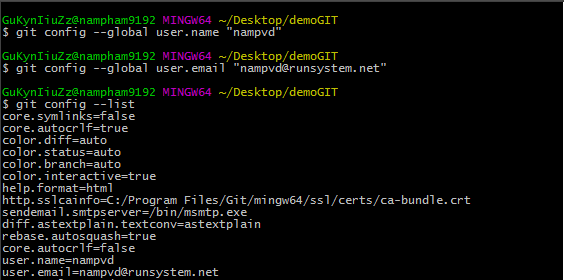 GuKynIiuZz@nampham9192 MINGW64 ~/Desktop/demoGIT
$ git config --global user.name "nampvd"
GuKynIiuZz@nampham9192 MINGW64 ~/Desktop/demoGIT
$ git config --global user.email "nampvd@runsystem.net"
GuKynIiuZz@nampham9192 MINGW64 ~/Desktop/demoGIT
$ git config --list
core.symlinks=false
core.autocrlf=true
color.diff=auto
color.status=auto
color.branch=auto
color.interactive=true
help.format=html
http.sslcainfo=C:/Program Files/Git/mingw64/ssl/certs/ca-bundle.crt
sendemail.smtpserver=/bin/msmtp.exe
diff.astextplain.textconv=astextplain
rebase.autosquash=true
core.autocrlf=false
user.name=nampvd
user.email=nampvd@runsystem.net